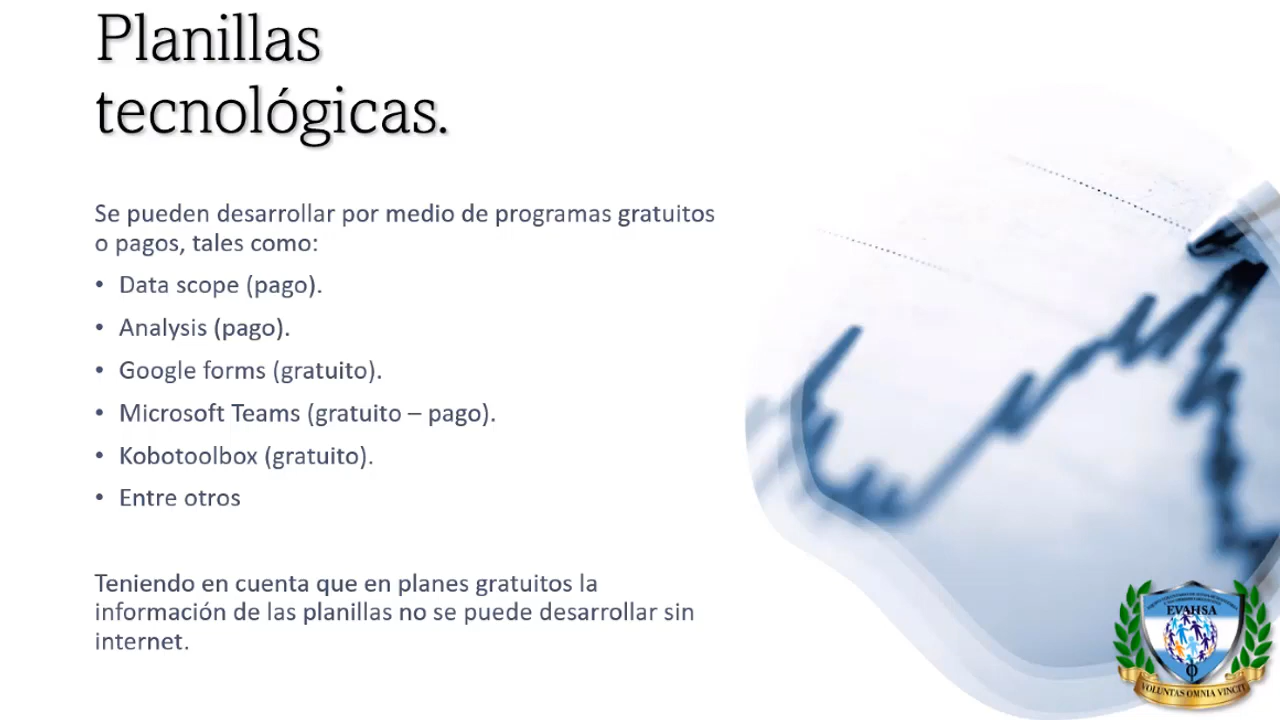 Planillas
tecnológicas.
Se pueden desarrollar por medio de programas gratuitos
o pagos, tales como:
• Data scope (pago).
• Analysis (pago).
• Google forms (gratuito).
• Microsoft Teams (gratuito – pago).
• Kobotoolbox (gratuito).
• Entre otros
Teniendo en cuenta que en planes gratuitos la
información de las planillas no se puede desarrollar sin
internet.
EVAHSA
VOLUNTAS OMNIA VINCIT